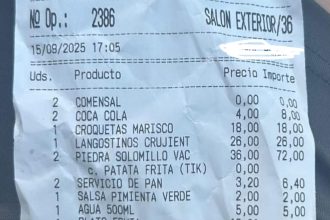 Nº Op.: 2386 SALON EXTERIOR/36
15/09/2025 17:05
Uds. Producto Precio Importe
2 COMENSAL 0,00 0,00
2 COCA COLA 4,00 8,00
1 CROQUETAS MARISCO 18,00 18,00
1 LANGOSTINOS CRUJIENT 26,00 26,00
2 PIEDRA SOLOMILLO VAC 36,00 72,00
c. PATATA FRITA (TIK) 0,00
2 SERVICIO DE PAN 3,20 6,40
1 SALSA PIMIENTA VERDE 2,00 2,00
1 AGUA 500ML 5,00